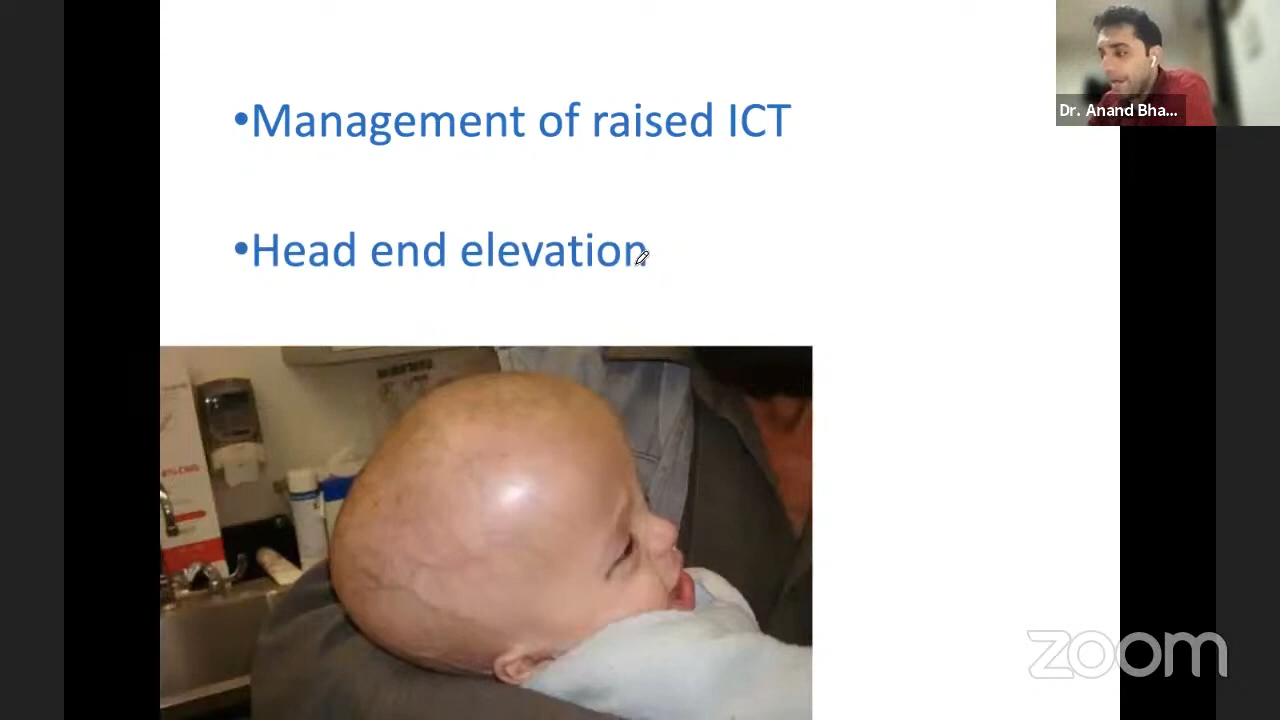 •Management of raised ICT
•Head end elevation
Dr. Anand Bha...
zoom